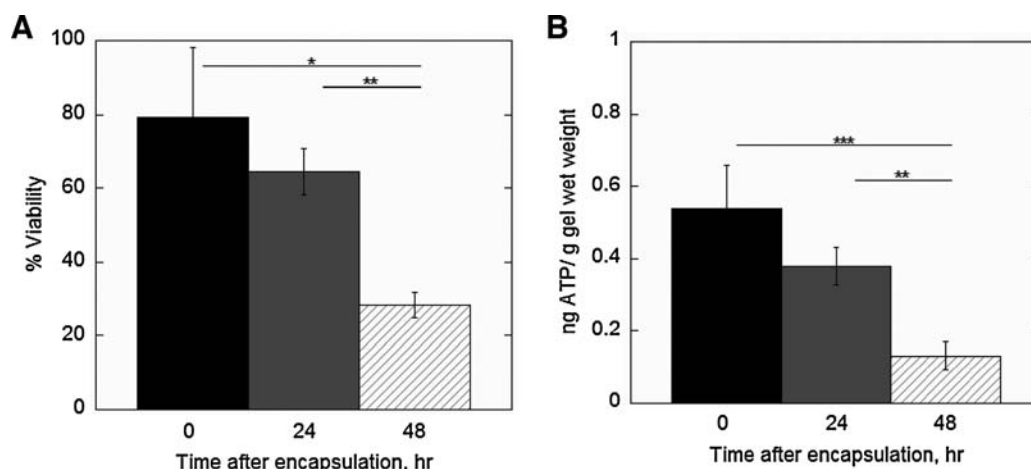 A
100
80
60
40
20
0
% Viability
*
**
0 24 48
Time after encapsulation, hr
B
1
0.8
0.6
0.4
0.2
0
ng ATP/ g gel wet weight
***
**
0 24 48
Time after encapsulation, hr